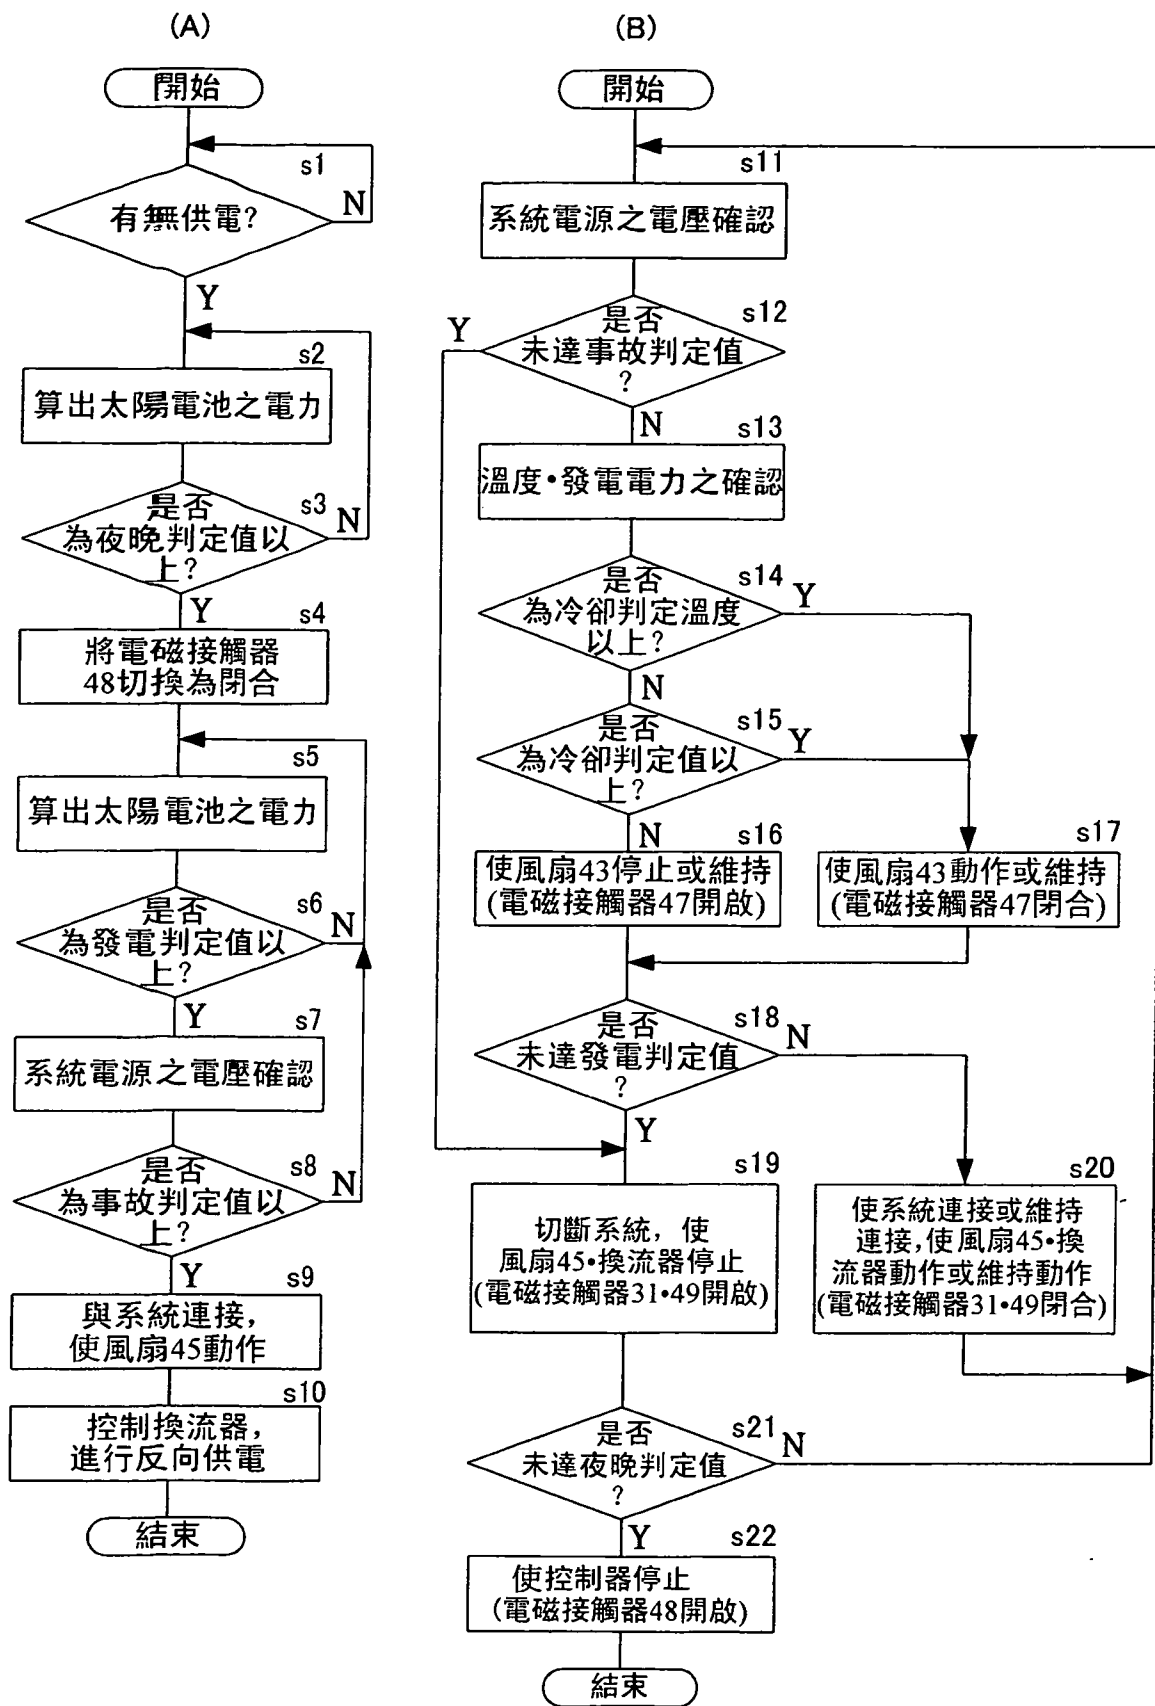 (A)
開始
s1
有無供電?
N
Y
s2
算出太陽電池之電力
s3
是否
為夜晚判定值以
上?
N
Y
s4
將電磁接觸器
48切換為閉合
s5
算出太陽電池之電力
s6
是否
為發電判定值以
上?
N
Y
s7
系統電源之電壓確認
s8
是否
為事故判定值以
上?
N
Y
s9
與系統連接,
使風扇45動作
s10
控制換流器,
進行反向供電
結束
(B)
開始
s11
系統電源之電壓確認
s12
Y
是否
未達事故判定值
?
N
s13
溫度•發電電力之確認
s14
是否
為冷卻判定溫度
以上?
Y
N
s15
是否
為冷卻判定值以
上?
Y
N
s16
使風扇43停止或維持
(電磁接觸器47開啟)
s17
使風扇43動作或維持
(電磁接觸器47閉合)
s18
是否
未達發電判定值
?
N
Y
s19
切斷系統, 使
風扇45•換流器停止
(電磁接觸器31•49開啟)
s20
使系統連接或維持
連接,使風扇45•換
流器動作或維持動作
(電磁接觸器31•49閉合)
s21
是否
未達夜晚判定值
?
N
Y
s22
使控制器停止
(電磁接觸器48開啟)
結束